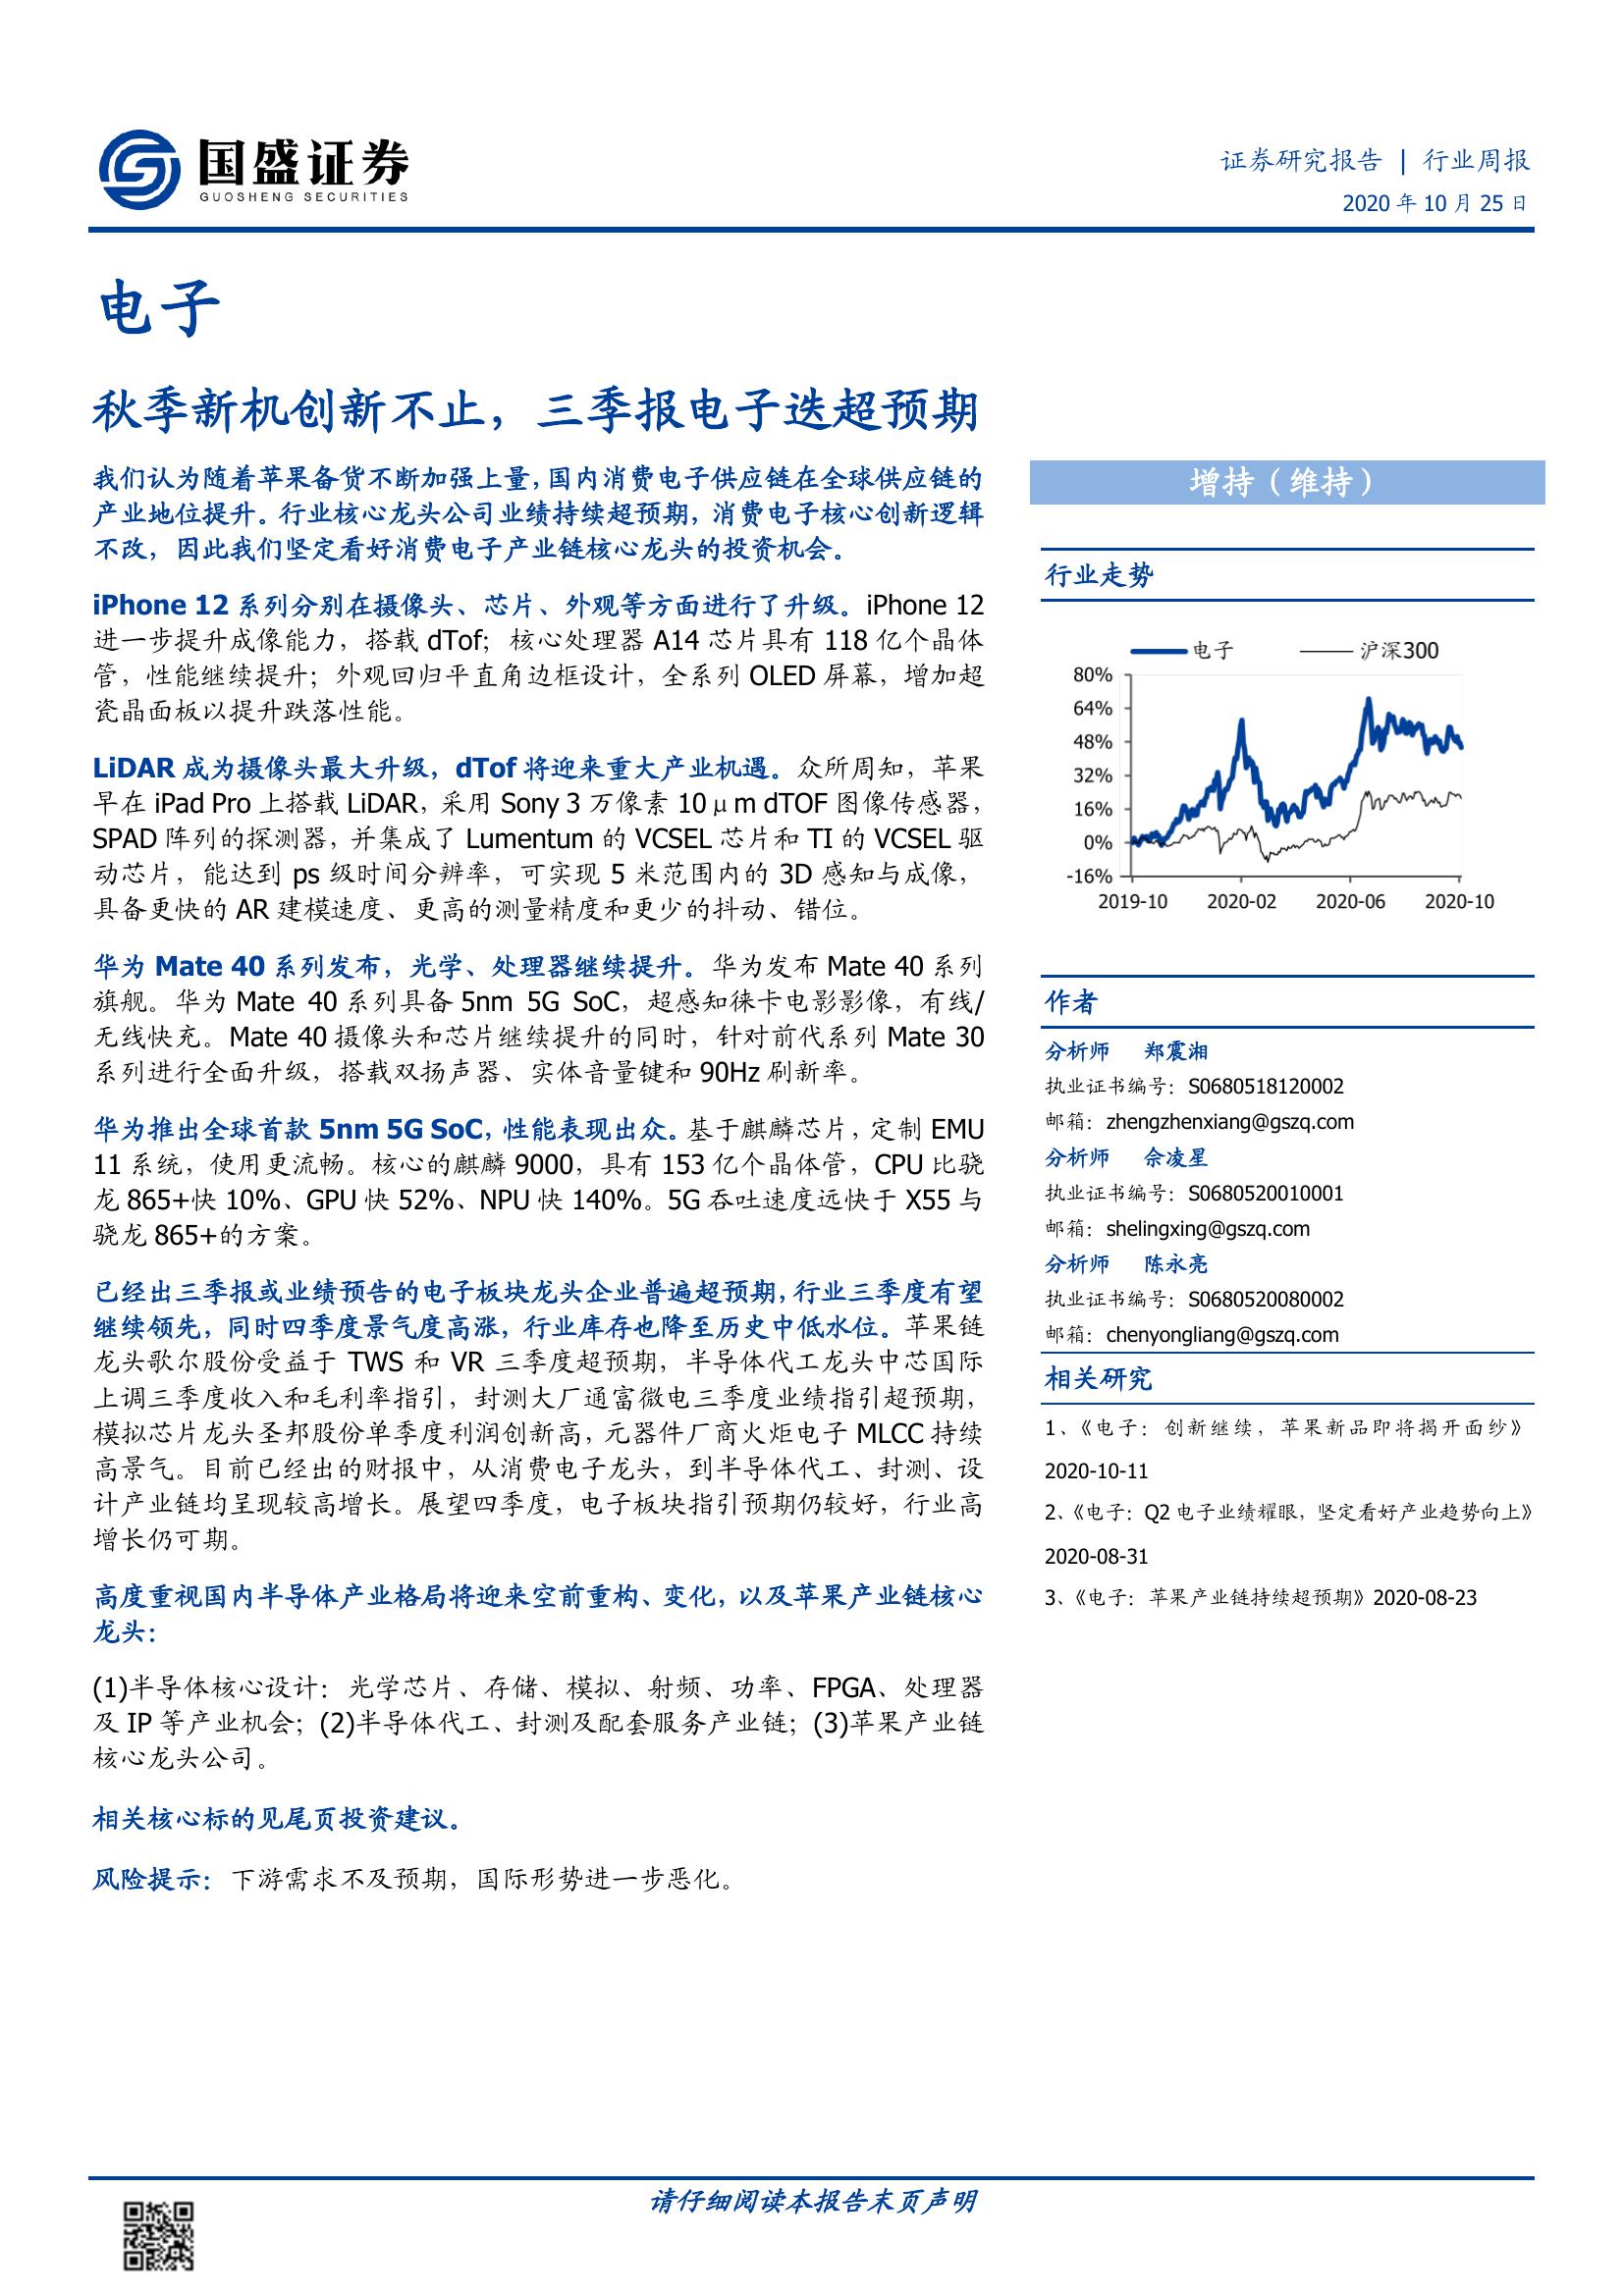 国盛证券
GUOSHENG SECURITIES
证券研究报告 | 行业周报
2020 年 10 月 25 日
电子
秋季新机创新不止，三季报电子迭超预期
我们认为随着苹果备货不断加强上量，国内消费电子供应链在全球供应链的
产业地位提升。行业核心龙头公司业绩持续超预期，消费电子核心创新逻辑
不改，因此我们坚定看好消费电子产业链核心龙头的投资机会。
iPhone 12 系列分别在摄像头、芯片、外观等方面进行了升级。iPhone 12
进一步提升成像能力，搭载 dTof；核心处理器 A14 芯片具有 118 亿个晶体
管，性能继续提升；外观回归平直角边框设计，全系列 OLED 屏幕，增加超
瓷晶面板以提升跌落性能。
LiDAR 成为摄像头最大升级，dTof 将迎来重大产业机遇。众所周知，苹果
早在 iPad Pro 上搭载 LiDAR，采用 Sony 3 万像素 10μm dTOF 图像传感器，
SPAD 阵列的探测器，并集成了 Lumentum 的 VCSEL 芯片和 TI 的 VCSEL 驱
动芯片，能达到 ps 级时间分辨率，可实现 5 米范围内的 3D 感知与成像，
具备更快的 AR 建模速度、更高的测量精度和更少的抖动、错位。
华为 Mate 40 系列发布，光学、处理器继续提升。华为发布 Mate 40 系列
旗舰。华为 Mate 40 系列具备 5nm 5G SoC，超感知徕卡电影影像，有线/
无线快充。Mate 40 摄像头和芯片继续提升的同时，针对前代系列 Mate 30
系列进行全面升级，搭载双扬声器、实体音量键和 90Hz 刷新率。
华为推出全球首款 5nm 5G SoC，性能表现出众。基于麒麟芯片，定制 EMU
11 系统，使用更流畅。核心的麒麟 9000，具有 153 亿个晶体管，CPU 比骁
龙 865+快 10%、GPU 快 52%、NPU 快 140%。5G 吞吐速度远快于 X55 与
骁龙 865+的方案。
已经出三季报或业绩预告的电子板块龙头企业普遍超预期，行业三季度有望
继续领先，同时四季度景气度高涨，行业库存也降至历史中低水位。苹果链
龙头歌尔股份受益于 TWS 和 VR 三季度超预期，半导体代工龙头中芯国际
上调三季度收入和毛利率指引，封测大厂通富微电三季度业绩指引超预期，
模拟芯片龙头圣邦股份单季度利润创新高，元器件厂商火炬电子 MLCC 持续
高景气。目前已经出的财报中，从消费电子龙头，到半导体代工、封测、设
计产业链均呈现较高增长。展望四季度，电子板块指引预期仍较好，行业高
增长仍可期。
高度重视国内半导体产业格局将迎来空前重构、变化，以及苹果产业链核心
龙头：
(1)半导体核心设计：光学芯片、存储、模拟、射频、功率、FPGA、处理器
及 IP 等产业机会；(2)半导体代工、封测及配套服务产业链；(3)苹果产业链
核心龙头公司。
相关核心标的见尾页投资建议。
风险提示：下游需求不及预期，国际形势进一步恶化。
增持（维持）
行业走势
电子 沪深300
80%
64%
48%
32%
16%
0%
-16%
2019-10 2020-02 2020-06 2020-10
作者
分析师 郑震湘
执业证书编号：S0680518120002
邮箱：zhengzhenxiang@gszq.com
分析师 佘凌星
执业证书编号：S0680520010001
邮箱：shelingxing@gszq.com
分析师 陈永亮
执业证书编号：S0680520080002
邮箱：chenyongliang@gszq.com
相关研究
1、《电子：创新继续，苹果新品即将揭开面纱》
2020-10-11
2、《电子：Q2 电子业绩耀眼，坚定看好产业趋势向上》
2020-08-31
3、《电子：苹果产业链持续超预期》2020-08-23
请仔细阅读本报告末页声明